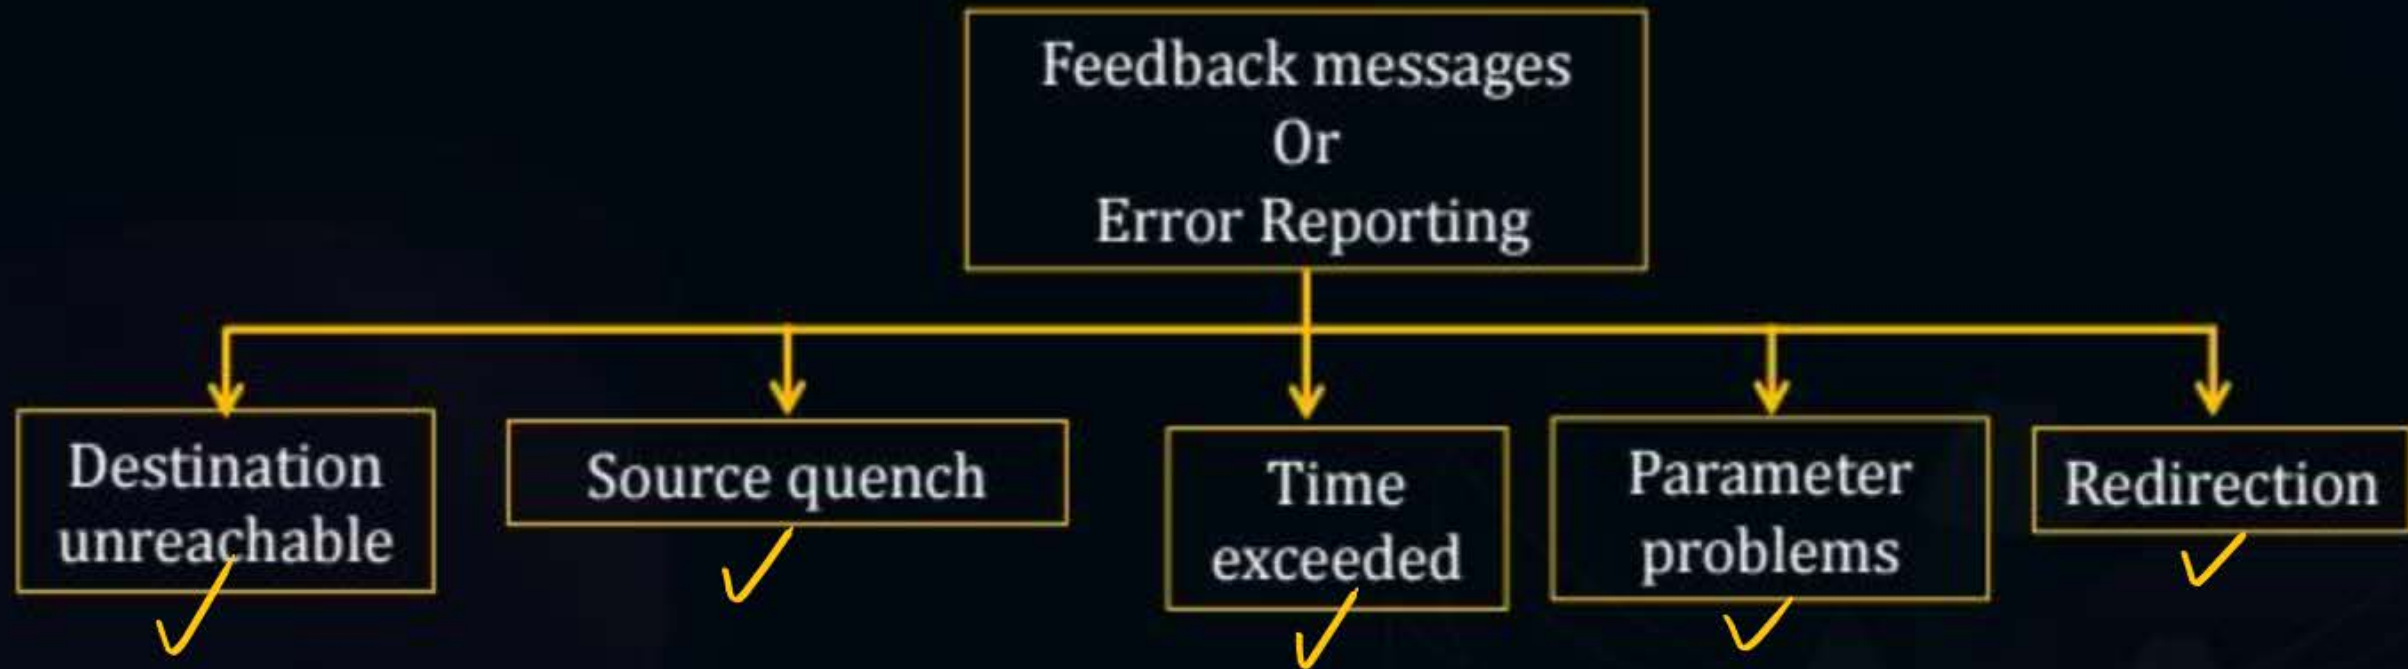 Feedback messages
Or
Error Reporting
Destination
unreachable
Source quench
Time
exceeded
Parameter
problems
Redirection